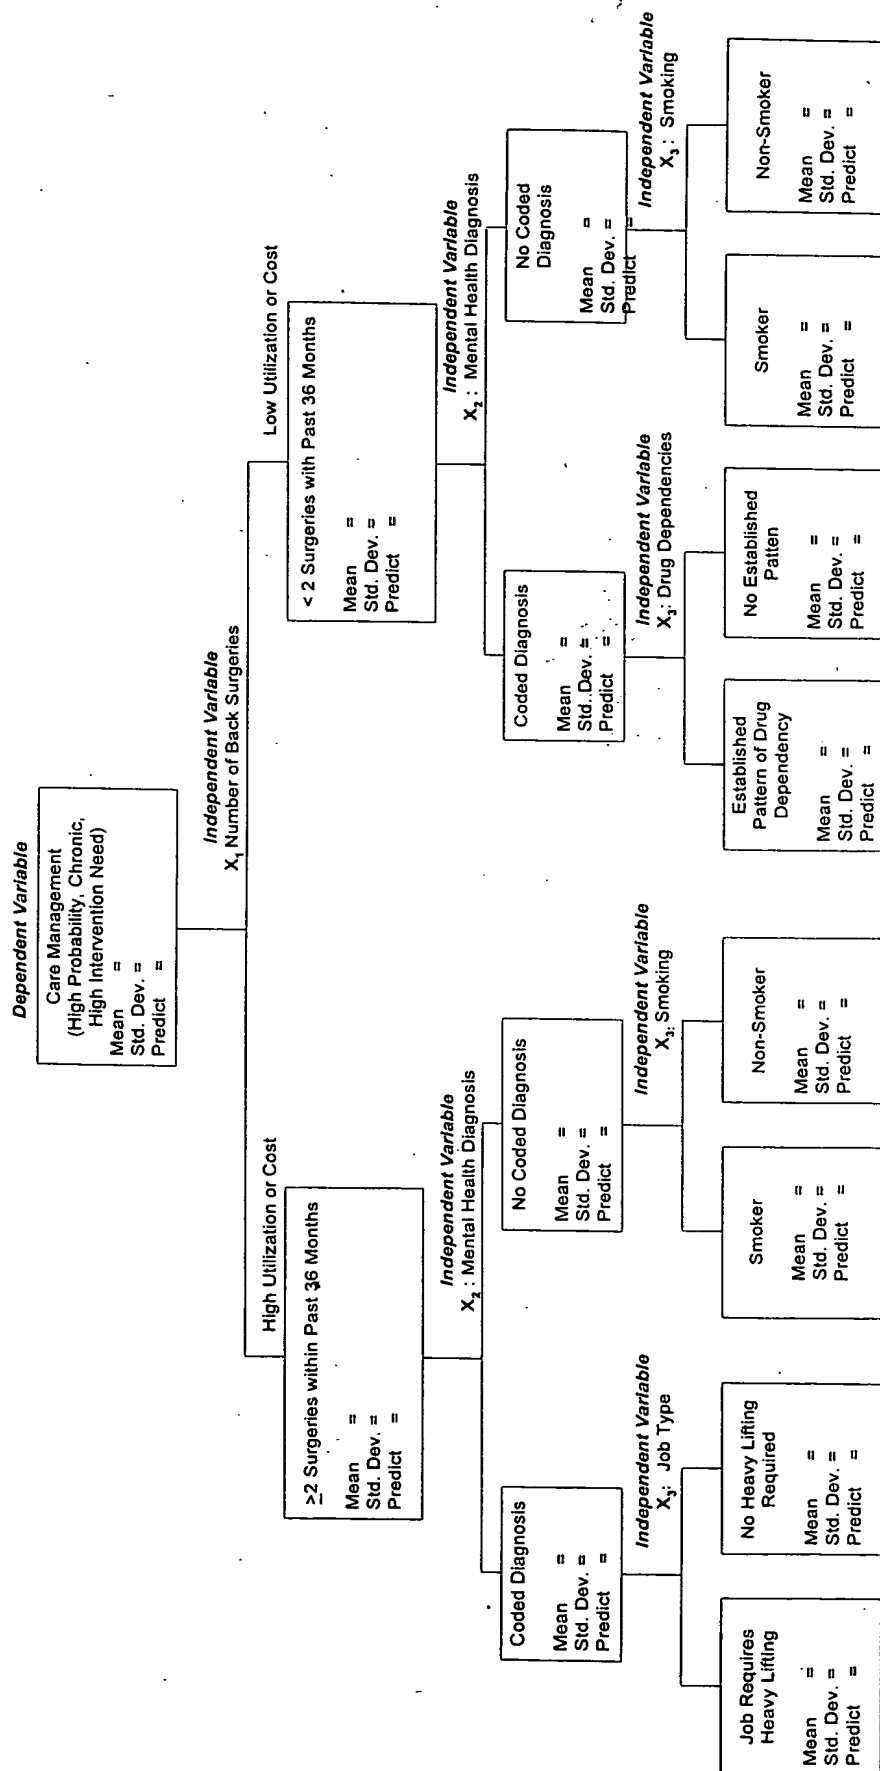 Dependent Variable
Care Management
(High Probability, Chronic,
High Intervention Need)
Mean =
Std. Dev. =
Predict =
Independent Variable
X₁ Number of Back Surgeries
High Utilization or Cost
Low Utilization or Cost
≥2 Surgeries within Past 36 Months
Mean =
Std. Dev. =
Predict =
< 2 Surgeries with Past 36 Months
Mean =
Std. Dev. =
Predict =
Independent Variable
X₂ : Mental Health Diagnosis
Independent Variable
X₂ : Mental Health Diagnosis
Coded Diagnosis
Mean =
Std. Dev. =
Predict =
No Coded Diagnosis
Mean =
Std. Dev. =
Predict =
Coded Diagnosis
Mean =
Std. Dev. =
Predict =
No Coded
Diagnosis
Mean =
Std. Dev. =
Predict =
Independent Variable
X₃: Job Type
Independent Variable
X₃: Smoking
Independent Variable
X₃: Drug Dependencies
Independent Variable
X₃ : Smoking
Job Requires
Heavy Lifting
Mean =
Std. Dev. =
Predict =
No Heavy Lifting
Required
Mean =
Std. Dev. =
Predict =
Smoker
Mean =
Std. Dev. =
Predict =
Non-Smoker
Mean =
Std. Dev. =
Predict =
Established
Pattern of Drug
Dependency
Mean =
Std. Dev. =
Predict =
No Established
Patten
Mean =
Std. Dev. =
Predict =
Smoker
Mean =
Std. Dev. =
Predict =
Non-Smoker
Mean =
Std. Dev. =
Predict =